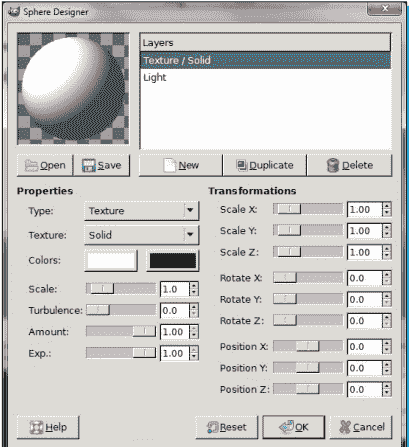 Sphere Designer
Layers
Texture / Solid
Light
Open Save New Duplicate Delete
Properties
Type: Texture
Texture: Solid
Colors:
Scale: 1.0
Turbulence: 0.0
Amount: 1.00
Exp.: 1.00
Transformations
Scale X: 1.00
Scale Y: 1.00
Scale Z: 1.00
Rotate X: 0.0
Rotate Y: 0.0
Rotate Z: 0.0
Position X: 0.0
Position Y: 0.0
Position Z: 0.0
Help Reset OK Cancel